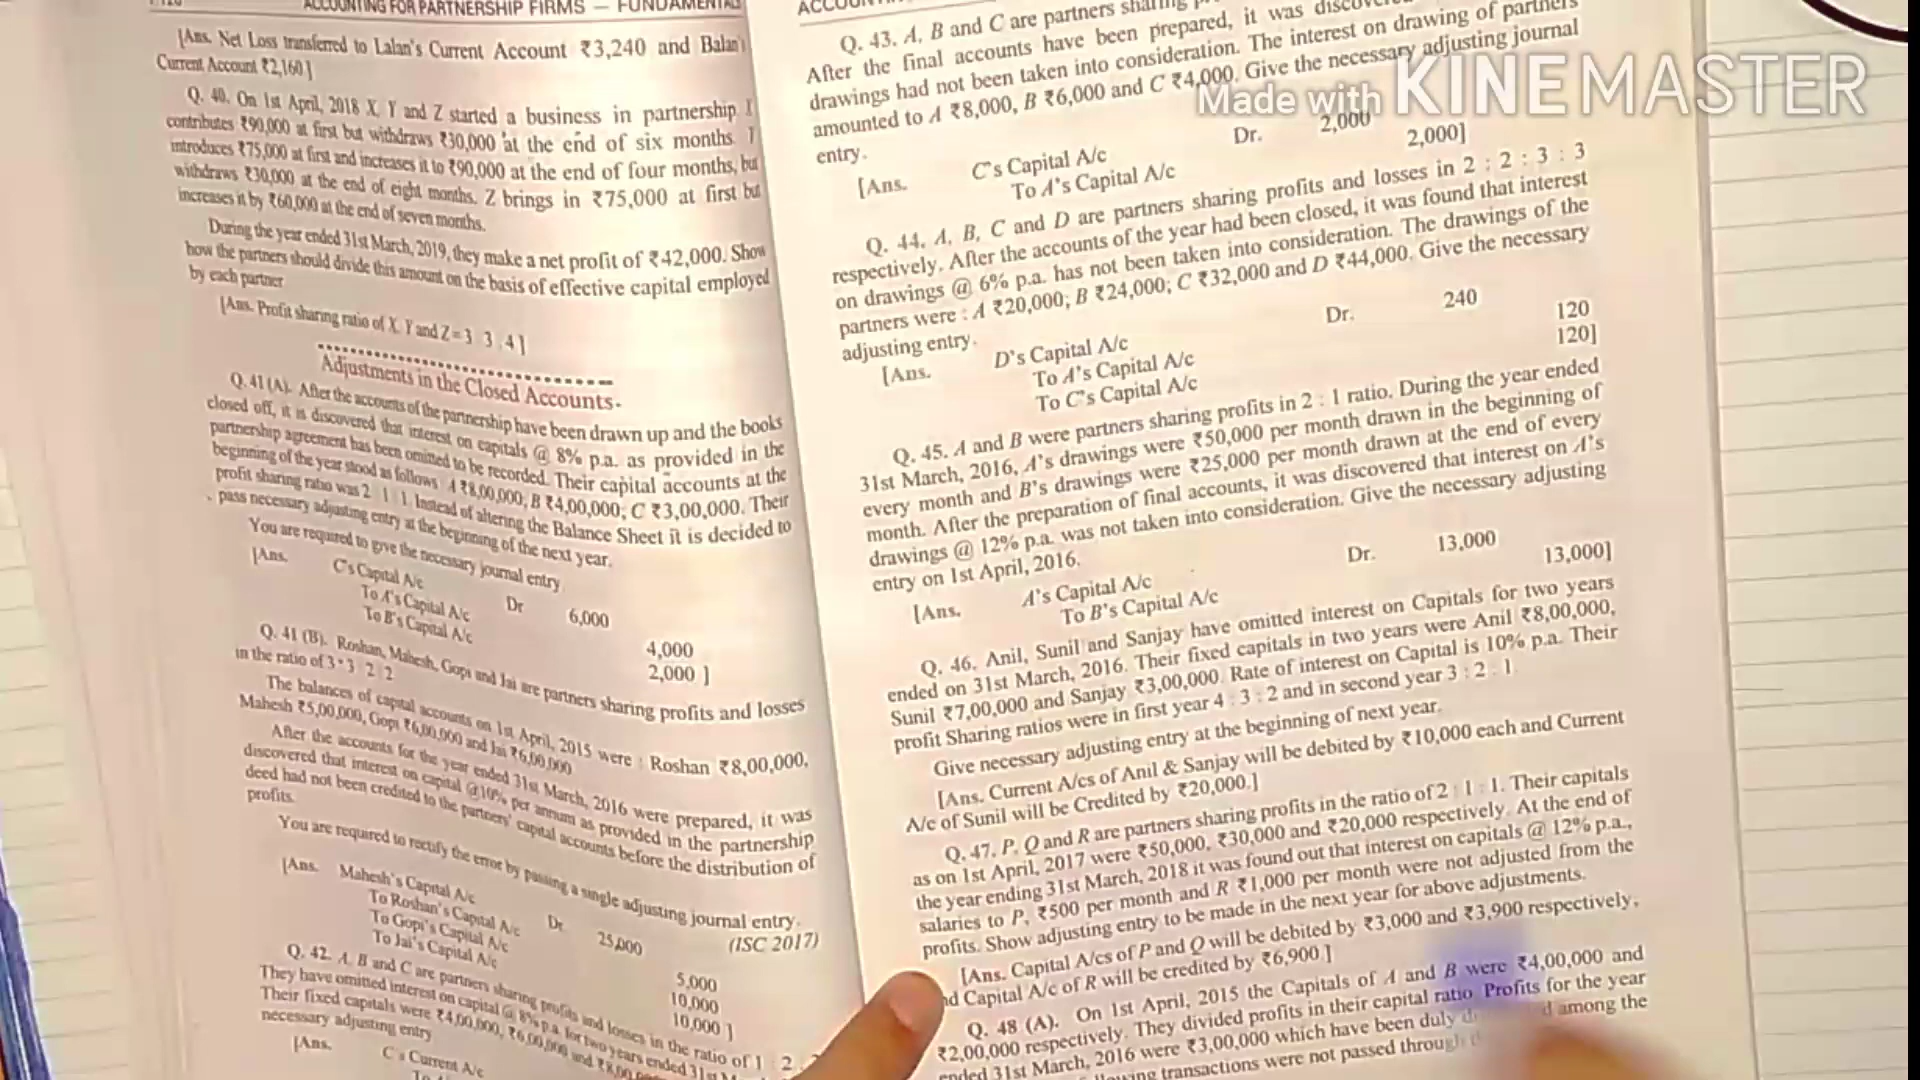 ACCOUNTING FOR PARTNERSHIP FIRMS — FUNDAMENTALS
[Ans. Net Loss transferred to Lalan's Current Account ₹3,240 and Balan's
Current Account ₹2,160]
Q. 40. On 1st April, 2018 X, Y and Z started a business in partnership. X
contributes ₹90,000 at first but withdraws ₹30,000 at the end of six months. Y
introduces ₹75,000 at first and increases it to ₹90,000 at the end of four months, but
withdraws ₹30,000 at the end of eight months. Z brings in ₹75,000 at first but
increases it by ₹60,000 at the end of seven months.
During the year ended 31st March, 2019, they make a net profit of ₹42,000. Show
how the partners should divide this amount on the basis of effective capital employed
by each partner
[Ans. Profit sharing ratio of X, Y and Z = 3 : 3 : 4]
Adjustments in the Closed Accounts-
Q. 41 (A). After the accounts of the partnership have been drawn up and the books
closed off, it is discovered that interest on capitals @ 8% p.a. as provided in the
partnership agreement has been omitted to be recorded. Their capital accounts at the
beginning of the year stood as follows A ₹8,00,000, B ₹4,00,000; C ₹3,00,000. Their
profit sharing ratio was 2 : 1 : 1. Instead of altering the Balance Sheet it is decided to
pass necessary adjusting entry at the beginning of the next year.
You are required to give the necessary journal entry
[Ans. C's Capital A/c Dr 6,000
To A's Capital A/c 4,000
To B's Capital A/c 2,000 ]
Q. 41 (B). Roshan, Mahesh, Gopi and Jai are partners sharing profits and losses
in the ratio of 3 : 3 : 2 : 2
The balances of capital accounts on 1st April, 2015 were : Roshan ₹8,00,000,
Mahesh ₹5,00,000, Gopi ₹6,00,000 and Jai ₹6,00,000
After the accounts for the year ended 31st March, 2016 were prepared, it was
discovered that interest on capital @10% per annum as provided in the partnership
deed had not been credited to the partners' capital accounts before the distribution of
profits.
You are required to rectify the error by passing a single adjusting journal entry.
(ISC 2017)
[Ans. Mahesh's Capital A/c Dr 25,000
To Roshan's Capital A/c 5,000
To Gopi's Capital A/c 10,000
To Jai's Capital A/c 10,000 ]
Q. 42. A, B and C are partners sharing profits and losses in the ratio of 1 : 2 :
They have omitted interest on capital @ 8% p.a. for two years ended 31st
Their fixed capitals were ₹4,00,000, ₹6,00,000 and
necessary adjusting entry
[Ans. C's Current A/c
Q. 43. A, B and C are partners sharing
After the final accounts have been prepared, it was
drawings had not been taken into consideration. The interest on drawing of partners
amounted to A ₹8,000, B ₹6,000 and C ₹4,000. Give the necessary adjusting journal
entry.
[Ans. C's Capital A/c Dr. 2,000
To A's Capital A/c 2,000]
Q. 44. A, B, C and D are partners sharing profits and losses in 2 : 2 : 3 : 3
respectively. After the accounts of the year had been closed, it was found that interest
on drawings @ 6% p.a. has not been taken into consideration. The drawings of the
partners were : A ₹20,000; B ₹24,000; C ₹32,000 and D ₹44,000. Give the necessary
adjusting entry.
[Ans. D's Capital A/c Dr. 240
To A's Capital A/c 120
To C's Capital A/c 120]
Q. 45. A and B were partners sharing profits in 2 : 1 ratio. During the year ended
31st March, 2016, A's drawings were ₹50,000 per month drawn in the beginning of
every month and B's drawings were ₹25,000 per month drawn at the end of every
month. After the preparation of final accounts, it was discovered that interest on A's
drawings @ 12% p.a. was not taken into consideration. Give the necessary adjusting
entry on 1st April, 2016.
[Ans. A's Capital A/c Dr. 13,000
To B's Capital A/c 13,000]
Q. 46. Anil, Sunil and Sanjay have omitted interest on Capitals for two years
ended on 31st March, 2016. Their fixed capitals in two years were Anil ₹8,00,000,
Sunil ₹7,00,000 and Sanjay ₹3,00,000. Rate of interest on Capital is 10% p.a. Their
profit Sharing ratios were in first year 4 : 3 : 2 and in second year 3 : 2 : 1
Give necessary adjusting entry at the beginning of next year.
[Ans. Current A/cs of Anil & Sanjay will be debited by ₹10,000 each and Current
A/c of Sunil will be Credited by ₹20,000.]
Q. 47. P, Q and R are partners sharing profits in the ratio of 2 : 1 : 1. Their capitals
as on 1st April, 2017 were ₹50,000, ₹30,000 and ₹20,000 respectively. At the end of
the year ending 31st March, 2018 it was found out that interest on capitals @ 12% p.a.,
salaries to P, ₹500 per month and R ₹1,000 per month were not adjusted from the
profits. Show adjusting entry to be made in the next year for above adjustments.
[Ans. Capital A/cs of P and Q will be debited by ₹3,000 and ₹3,900 respectively,
nd Capital A/c of R will be credited by ₹6,900 ]
Q. 48 (A). On 1st April, 2015 the Capitals of A and B were ₹4,00,000 and
₹2,00,000 respectively. They divided profits in their capital ratio Profits for the year
ended 31st March, 2016 were ₹3,00,000 which have been duly among the
transactions were not passed through
Made with KINEMASTER